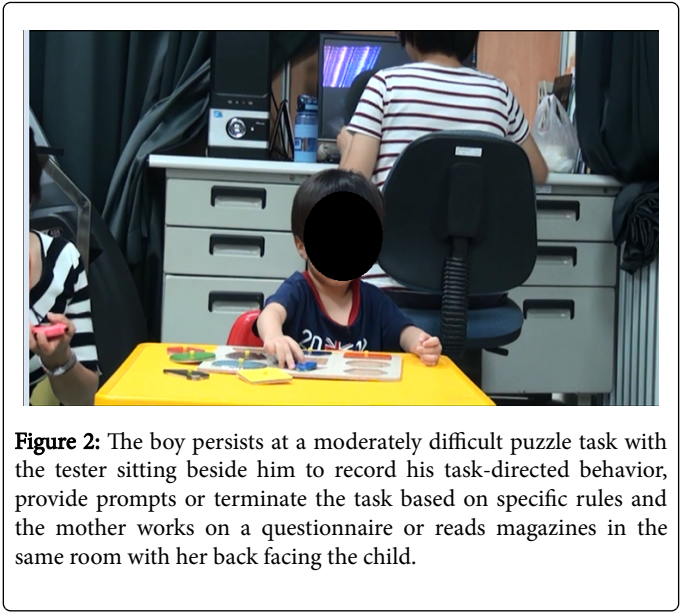 Figure 2: The boy persists at a moderately difficult puzzle task with
the tester sitting beside him to record his task-directed behavior,
provide prompts or terminate the task based on specific rules and
the mother works on a questionnaire or reads magazines in the
same room with her back facing the child.